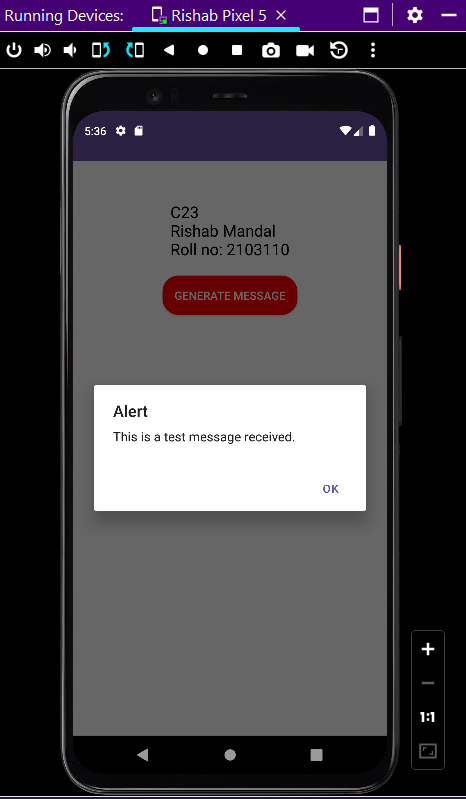 Running Devices: Rishab Pixel 5
5:36
C23
Rishab Mandal
Roll no: 2103110
GENERATE MESSAGE
Alert
This is a test message received.
OK
1:1